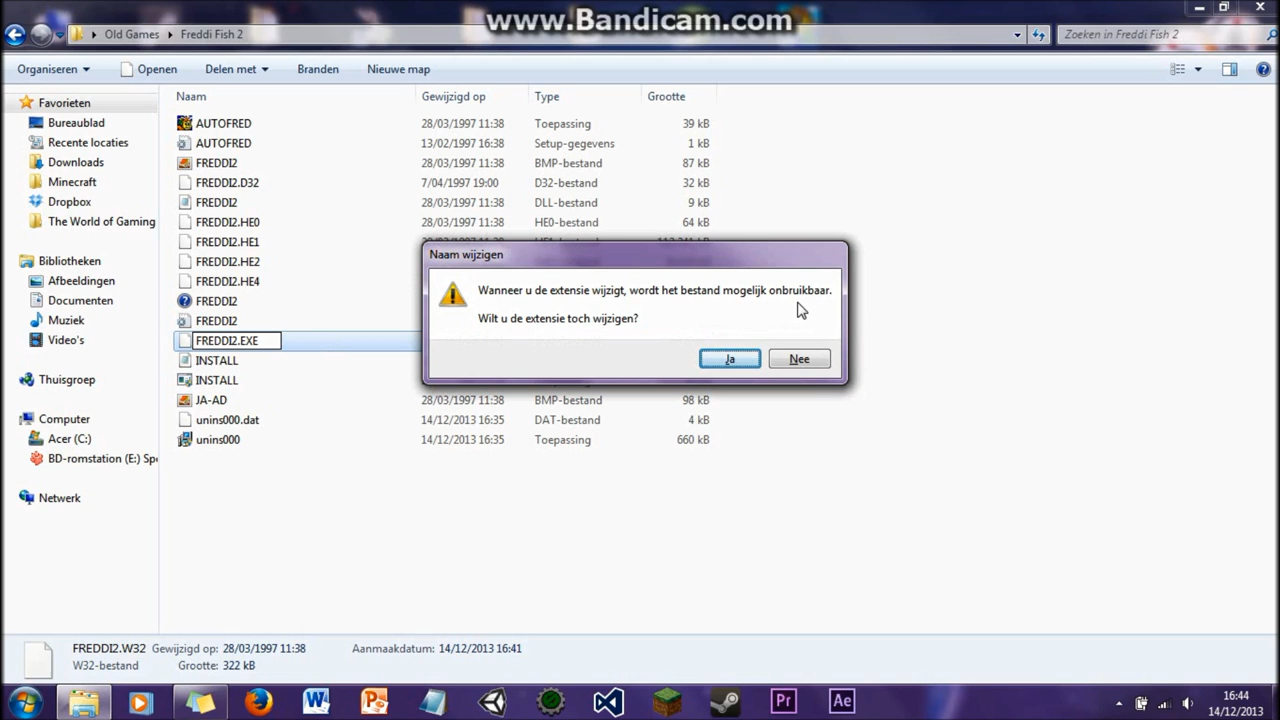 www.Bandicam.com
Old Games Freddi Fish 2 Zoeken in Freddi Fish 2
Organiseren Openen Delen met Branden Nieuwe map
Naam Gewijzigd op Type Grootte
Favorieten
Bureaublad
Recente locaties
Downloads
Minecraft
Dropbox
The World of Gaming
Bibliotheken
Afbeeldingen
Documenten
Muziek
Video's
Thuisgroep
Computer
Acer (C:)
BD-romstation (E:) Spe
Netwerk
AUTOFRED 28/03/1997 11:38 Toepassing 39 kB
AUTOFRED 13/02/1997 16:38 Setup-gegevens 1 kB
FREDDI2 28/03/1997 11:38 BMP-bestand 87 kB
FREDDI2.D32 7/04/1997 19:00 D32-bestand 32 kB
FREDDI2 28/03/1997 11:38 DLL-bestand 9 kB
FREDDI2.HE0 28/03/1997 11:38 HE0-bestand 64 kB
FREDDI2.HE1
FREDDI2.HE2
FREDDI2.HE4
FREDDI2
FREDDI2
FREDDI2.EXE
INSTALL
INSTALL
JA-AD 28/03/1997 11:38 BMP-bestand 98 kB
unins000.dat 14/12/2013 16:35 DAT-bestand 4 kB
unins000 14/12/2013 16:35 Toepassing 660 kB
Naam wijzigen
Wanneer u de extensie wijzigt, wordt het bestand mogelijk onbruikbaar.
Wilt u de extensie toch wijzigen?
Ja Nee
FREDDI2.W32 Gewijzigd op: 28/03/1997 11:38 Aanmaakdatum: 14/12/2013 16:41
W32-bestand Grootte: 322 kB
W P Pr Ae
16:44
14/12/2013